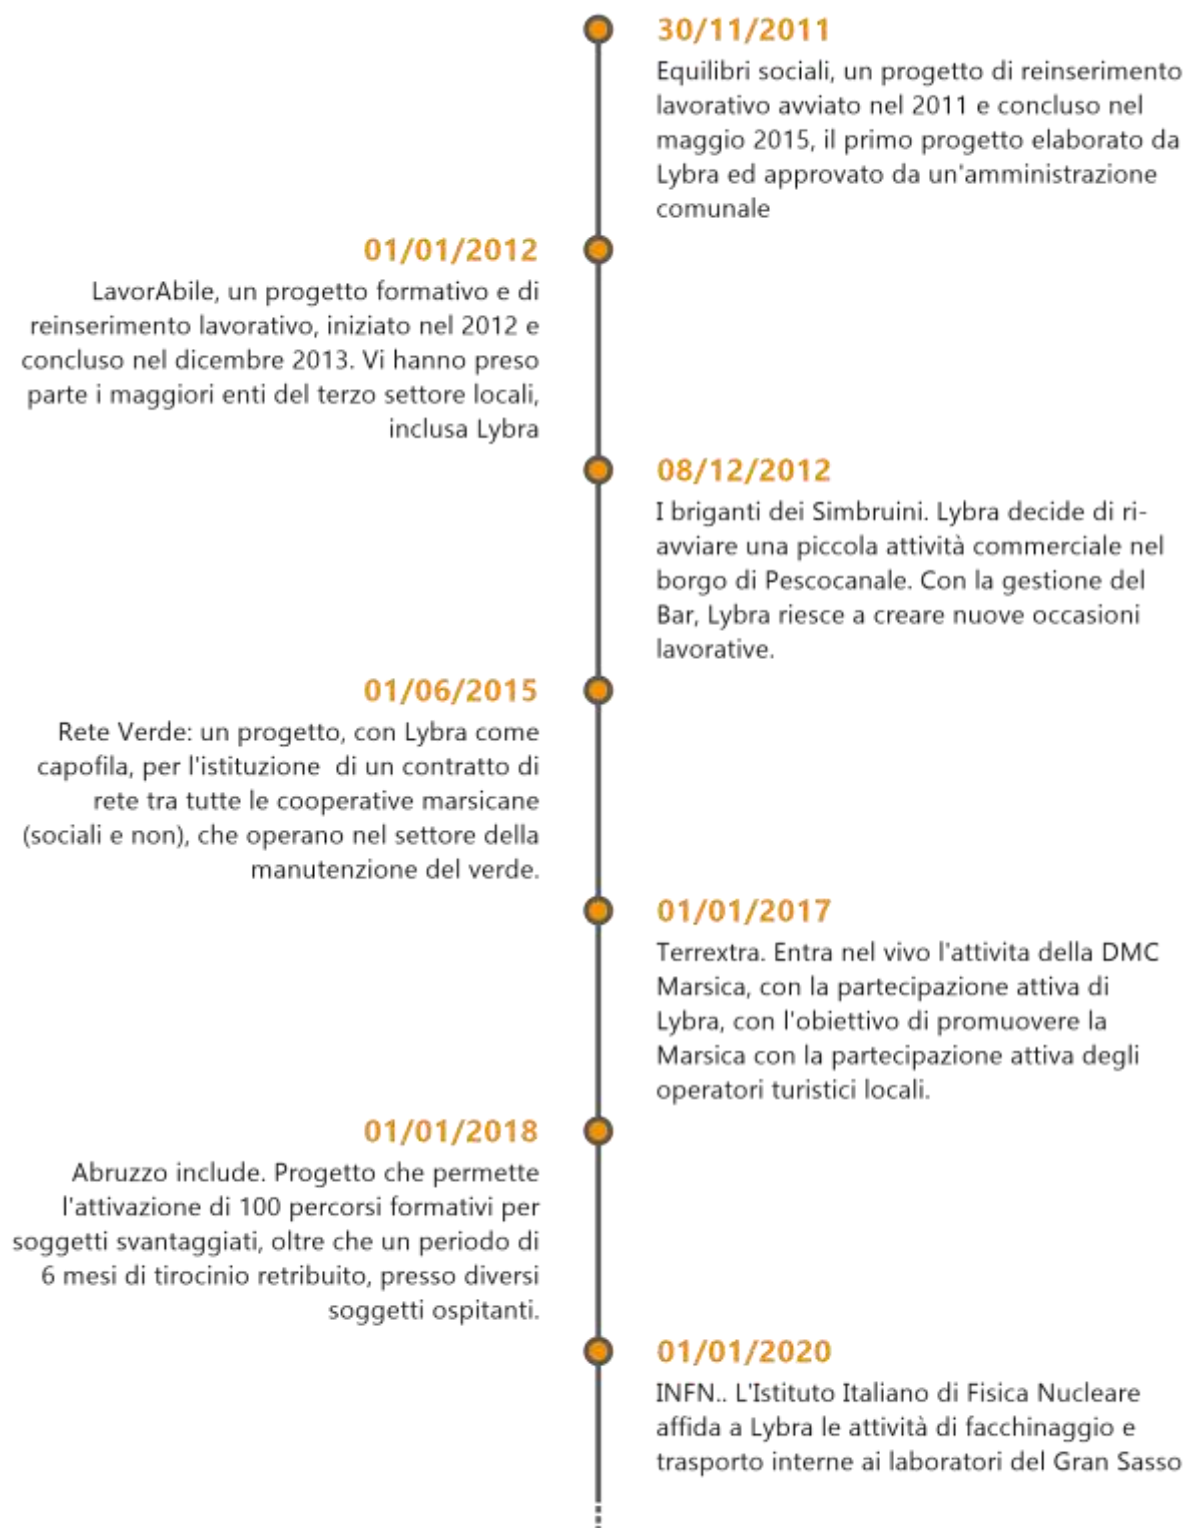 30/11/2011
Equilibri sociali, un progetto di reinserimento
lavorativo avviato nel 2011 e concluso nel
maggio 2015, il primo progetto elaborato da
Lybra ed approvato da un'amministrazione
comunale
01/01/2012
LavorAbile, un progetto formativo e di
reinserimento lavorativo, iniziato nel 2012 e
concluso nel dicembre 2013. Vi hanno preso
parte i maggiori enti del terzo settore locali,
inclusa Lybra
08/12/2012
I briganti dei Simbruini. Lybra decide di ri-
avviare una piccola attività commerciale nel
borgo di Pescocanale. Con la gestione del
Bar, Lybra riesce a creare nuove occasioni
lavorative.
01/06/2015
Rete Verde: un progetto, con Lybra come
capofila, per l'istituzione  di un contratto di
rete tra tutte le cooperative marsicane
(sociali e non), che operano nel settore della
manutenzione del verde.
01/01/2017
Terrextra. Entra nel vivo l'attivita della DMC
Marsica, con la partecipazione attiva di
Lybra, con l'obiettivo di promuovere la
Marsica con la partecipazione attiva degli
operatori turistici locali.
01/01/2018
Abruzzo include. Progetto che permette
l'attivazione di 100 percorsi formativi per
soggetti svantaggiati, oltre che un periodo di
6 mesi di tirocinio retribuito, presso diversi
soggetti ospitanti.
01/01/2020
INFN.. L'Istituto Italiano di Fisica Nucleare
affida a Lybra le attività di facchinaggio e
trasporto interne ai laboratori del Gran Sasso